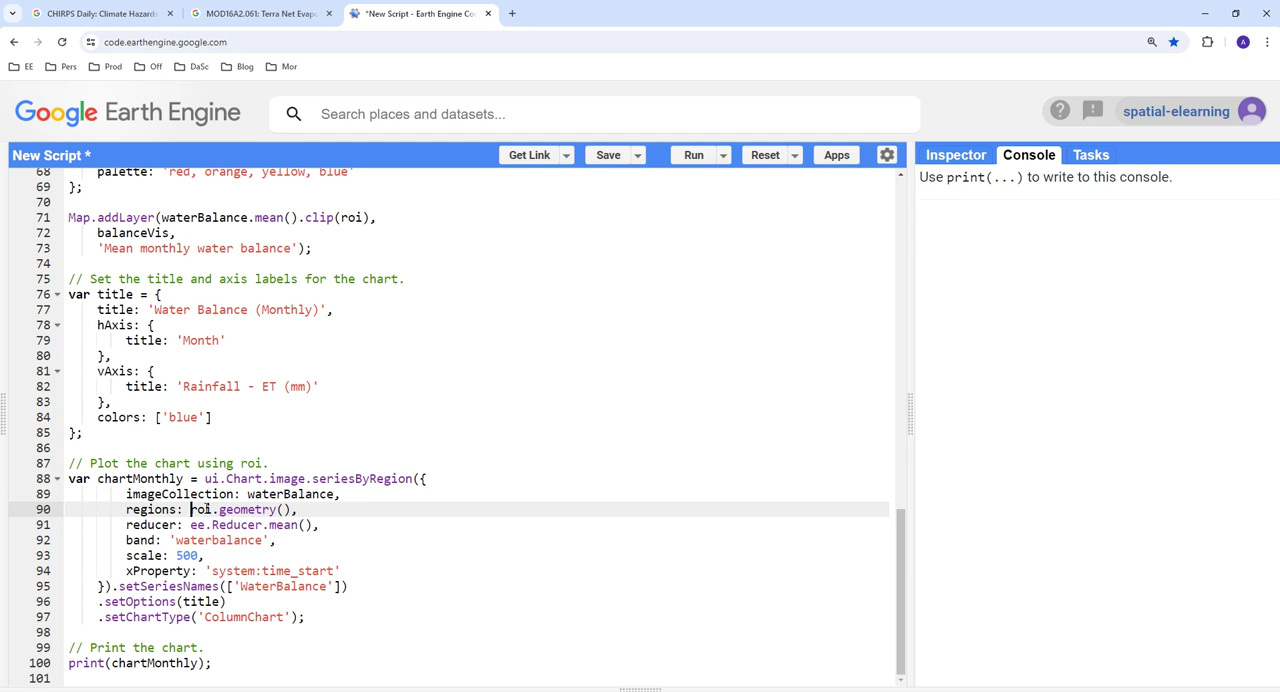 CHIRPS Daily: Climate Hazards
MOD16A2.061: Terra Net Evapo
*New Script - Earth Engine Co
code.earthengine.google.com
A
EE
Pers
Prod
Off
DaSc
Blog
Mor
Google Earth Engine
Search places and datasets...
spatial-elearning
New Script *
Get Link
Save
Run
Reset
Apps
Inspector
Console
Tasks
Use print(...) to write to this console.
68 palette: 'red, orange, yellow, blue'
69 };
70
71 Map.addLayer(waterBalance.mean().clip(roi),
72 balanceVis,
73 'Mean monthly water balance');
74
75 // Set the title and axis labels for the chart.
76 var title = {
77 title: 'Water Balance (Monthly)',
78 hAxis: {
79 title: 'Month'
80 },
81 vAxis: {
82 title: 'Rainfall - ET (mm)'
83 },
84 colors: ['blue']
85 };
86
87 // Plot the chart using roi.
88 var chartMonthly = ui.Chart.image.seriesByRegion({
89 imageCollection: waterBalance,
90 regions: roi.geometry(),
91 reducer: ee.Reducer.mean(),
92 band: 'waterbalance',
93 scale: 500,
94 xProperty: 'system:time_start'
95 }).setSeriesNames(['WaterBalance'])
96 .setOptions(title)
97 .setChartType('ColumnChart');
98
99 // Print the chart.
100 print(chartMonthly);
101